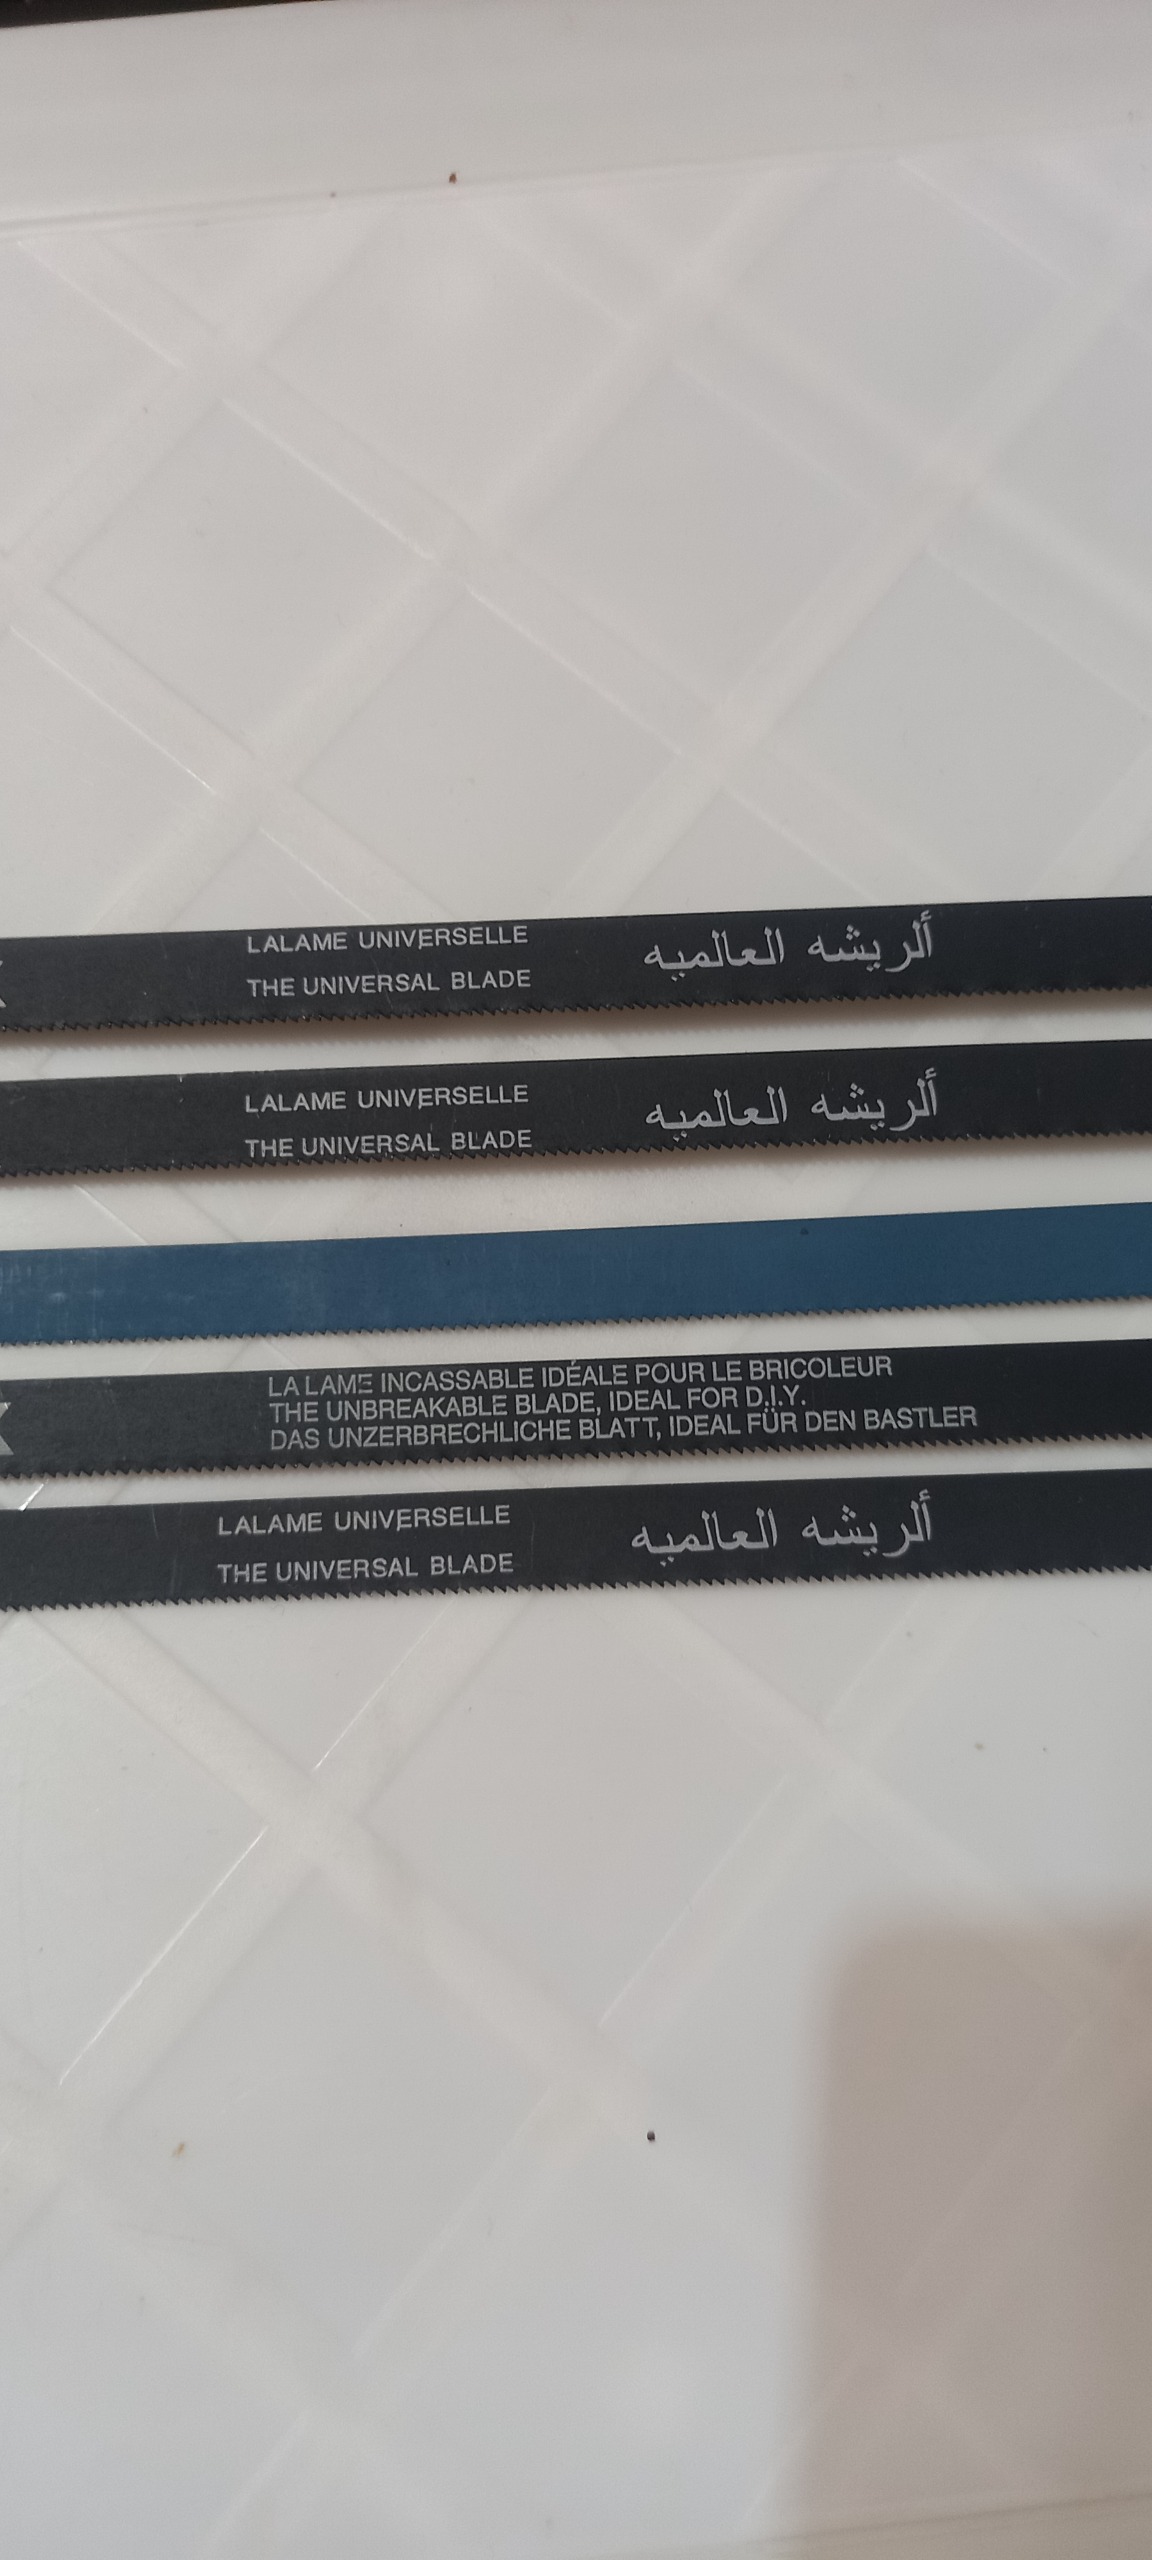 LALAME UNIVERSELLE
THE UNIVERSAL BLADE
ألريشه العالميه
LALAME UNIVERSELLE
THE UNIVERSAL BLADE
ألريشه العالميه
LA LAME INCASSABLE IDÉALE POUR LE BRICOLEUR
THE UNBREAKABLE BLADE, IDEAL FOR D.I.Y.
DAS UNZERBRECHLICHE BLATT, IDEAL FÜR DEN BASTLER
LALAME UNIVERSELLE
THE UNIVERSAL BLADE
ألريشه العالميه